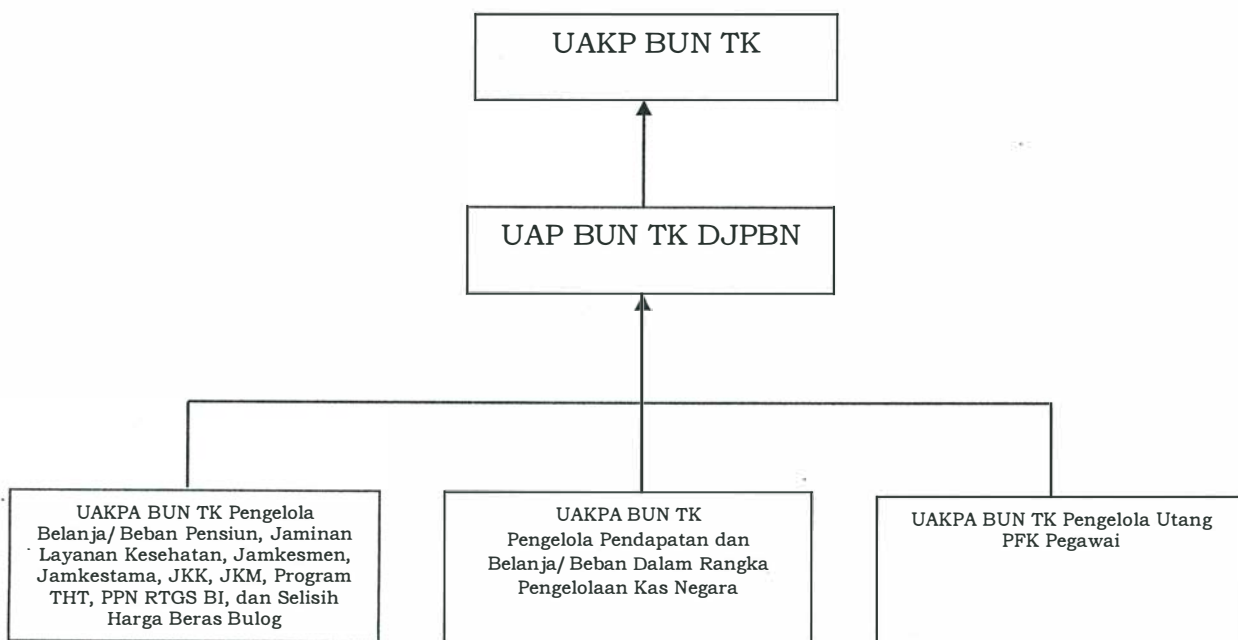 UAKP BUN TK
UAP BUN TK DJPBN
UAKPA BUN TK Pengelola
Belanja/ Beban Pensiun, Jaminan
Layanan Kesehatan, Jamkesmen,
Jamkestama, JKK, JKM, Program
THT, PPN RTGS BI, dan Selisih
Harga Beras Bulog
UAKPA BUN TK
Pengelola Pendapatan dan
Belanja/ Beban Dalam Rangka
Pengelolaan Kas Negara
UAKPA BUN TK Pengelola Utang
PFK Pegawai